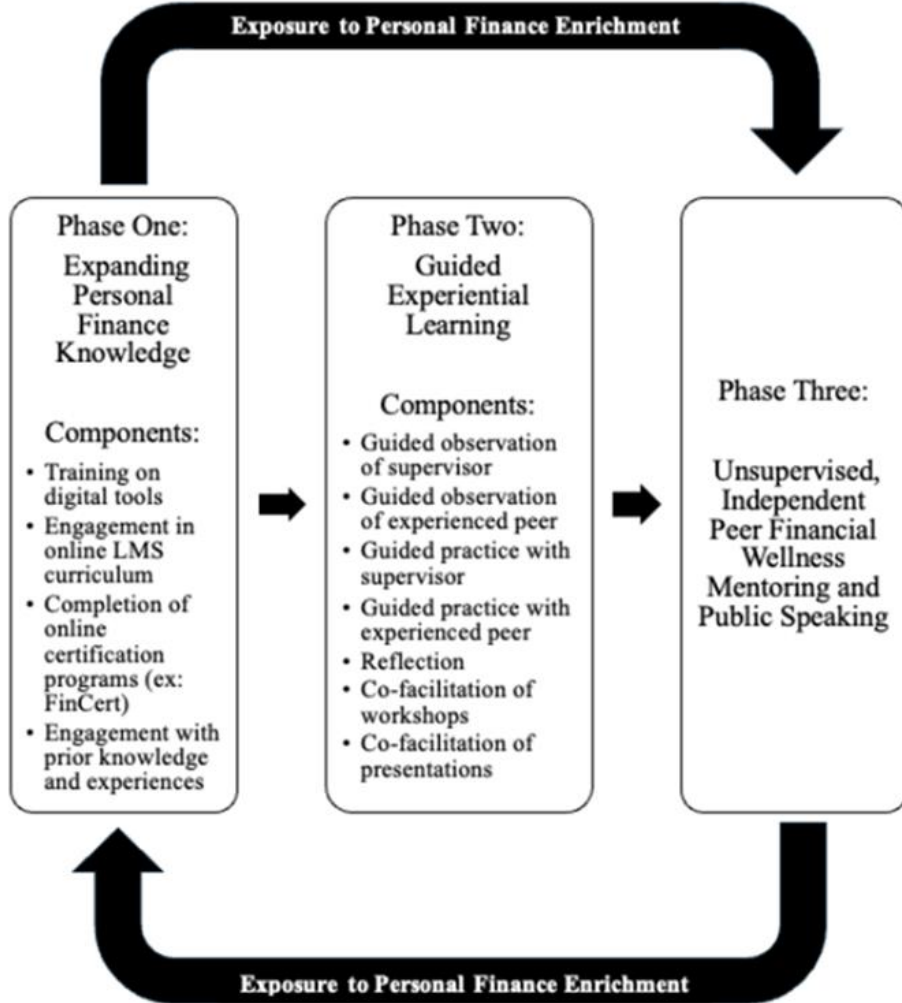 Exposure to Personal Finance Enrichment
Phase One:
Expanding
Personal
Finance
Knowledge
Components:
• Training on
digital tools
• Engagement in
online LMS
curriculum
• Completion of
online
certification
programs (ex:
FinCert)
• Engagement with
prior knowledge
and experiences
Phase Two:
Guided
Experiential
Learning
Components:
• Guided observation
of supervisor
• Guided observation
of experienced peer
• Guided practice with
supervisor
• Guided practice with
experienced peer
• Reflection
• Co-facilitation of
workshops
• Co-facilitation of
presentations
Phase Three:
Unsupervised,
Independent
Peer Financial
Wellness
Mentoring and
Public Speaking
Exposure to Personal Finance Enrichment